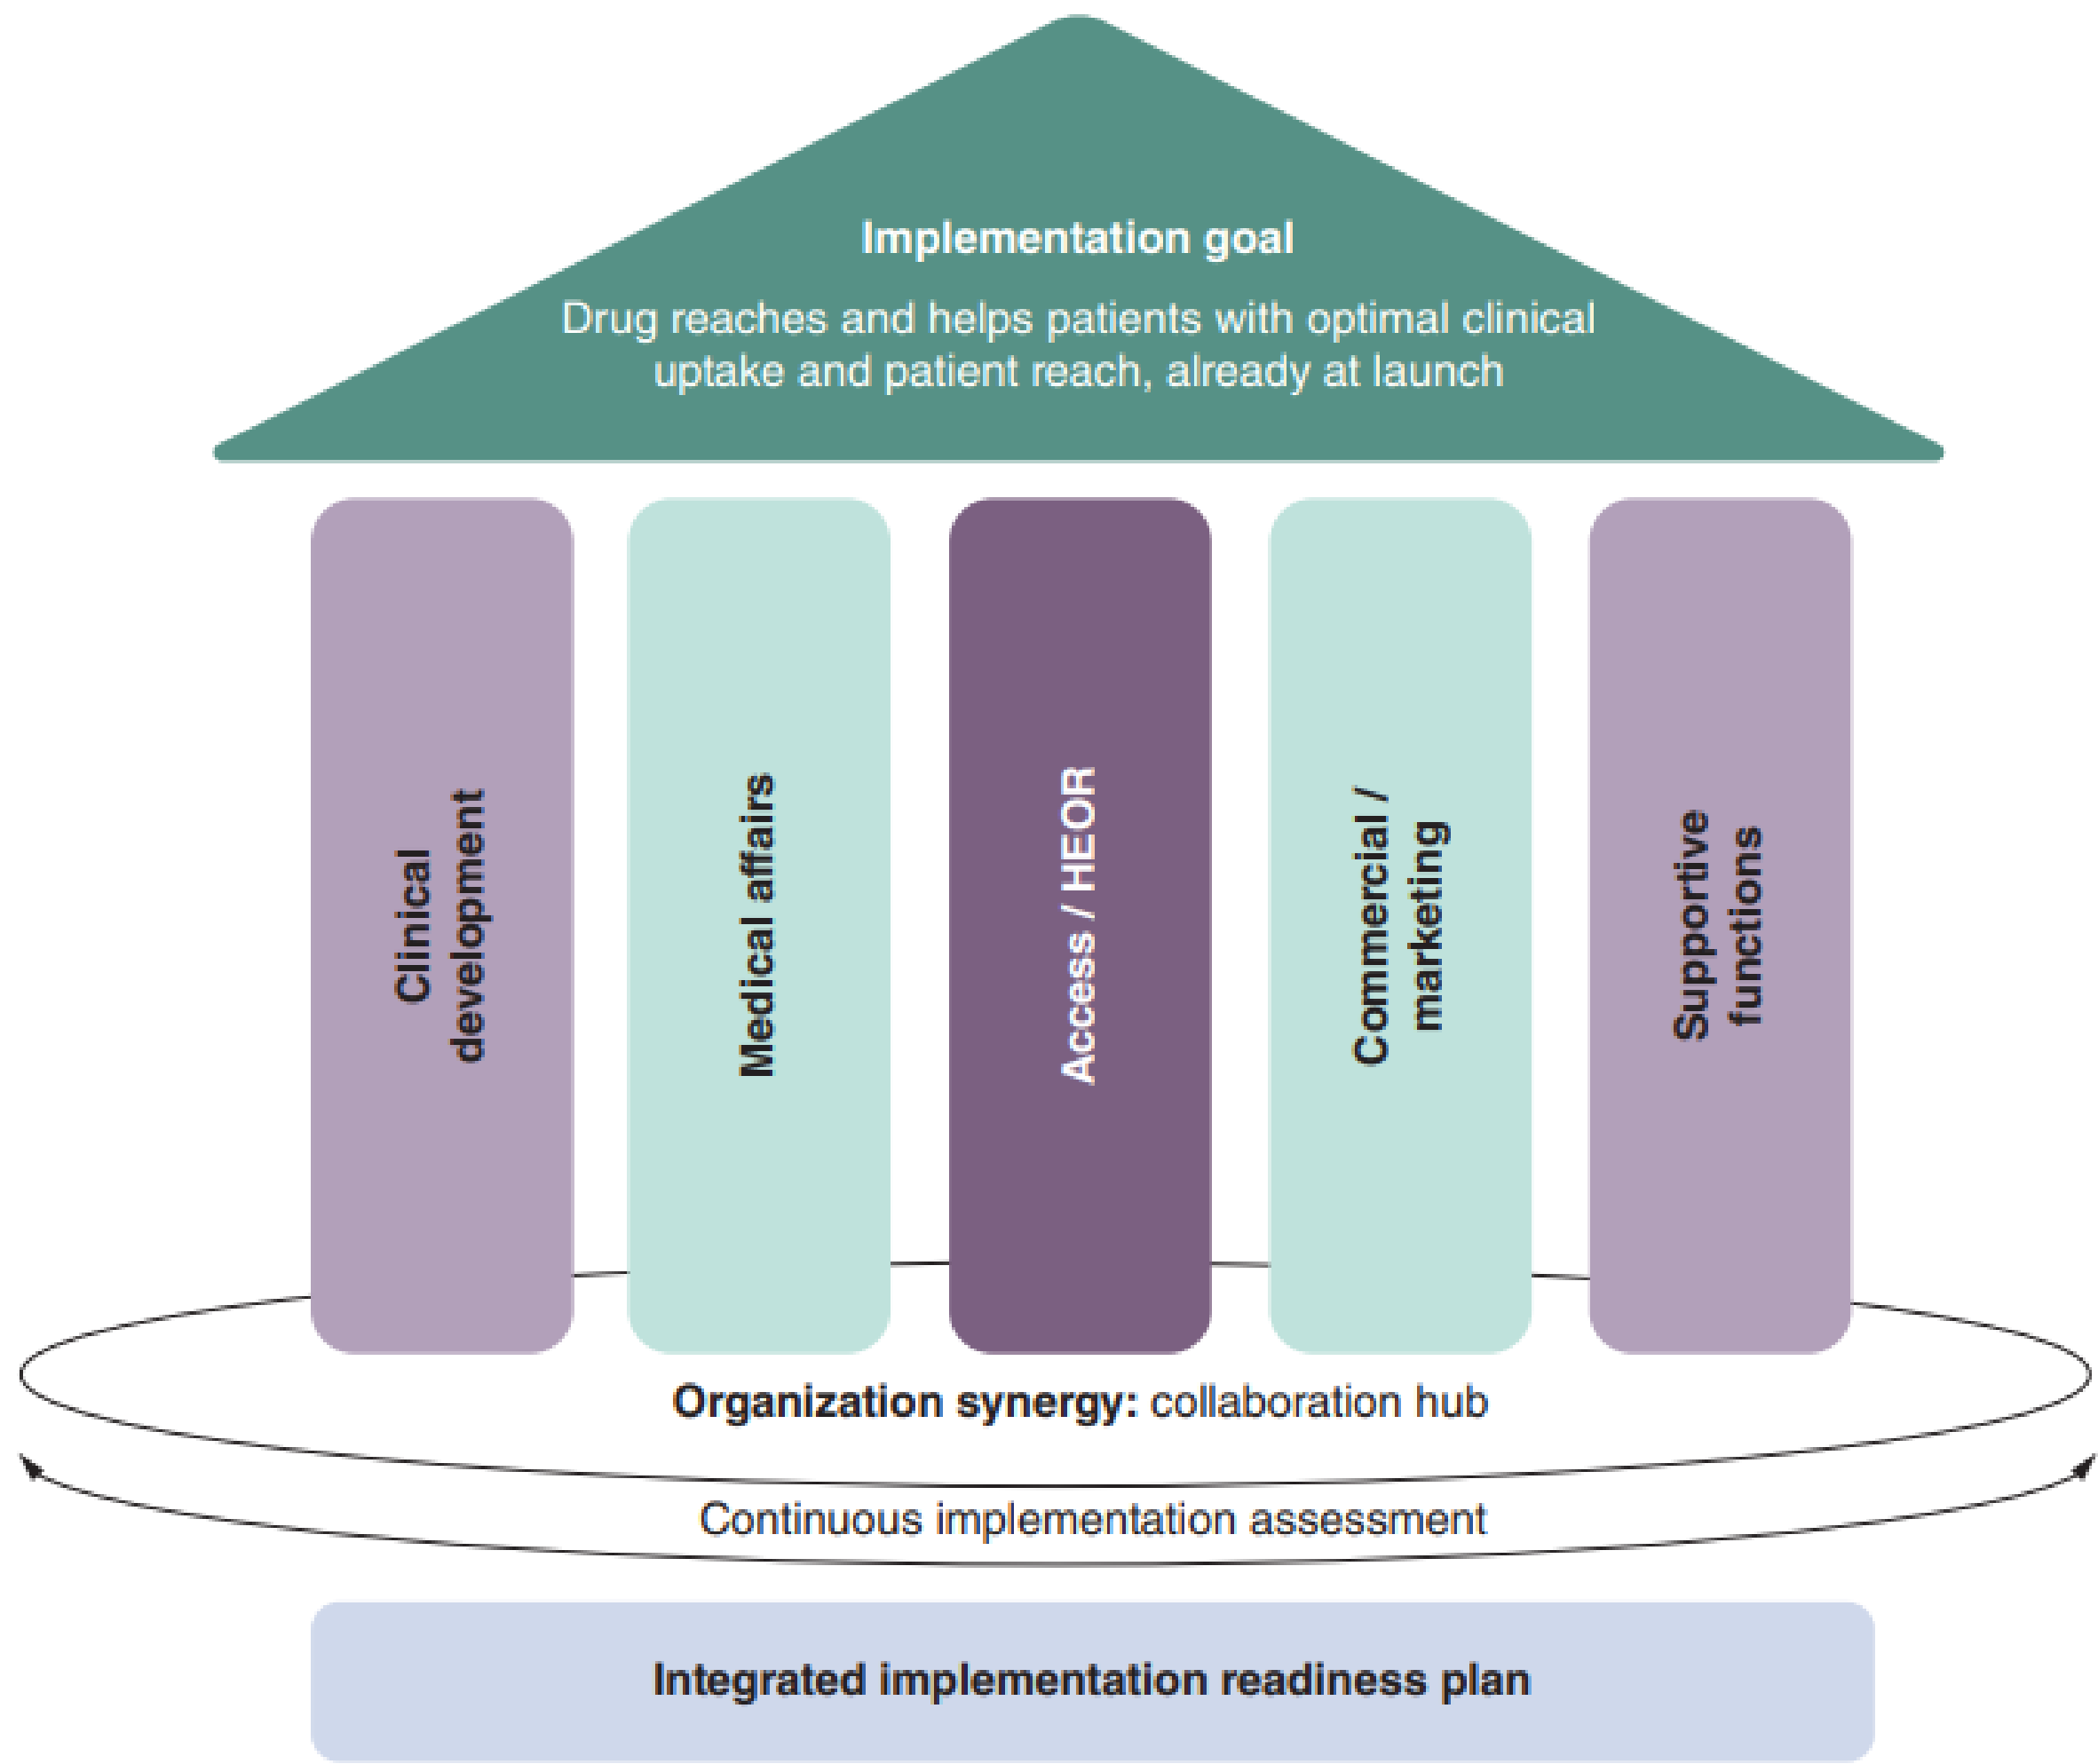 Implementation goal
Drug reaches and helps patients with optimal clinical
uptake and patient reach, already at launch
Clinical
development
Medical affairs
Access / HEOR
Commercial /
marketing
Supportive
functions
Organization synergy: collaboration hub
Continuous implementation assessment
Integrated implementation readiness plan